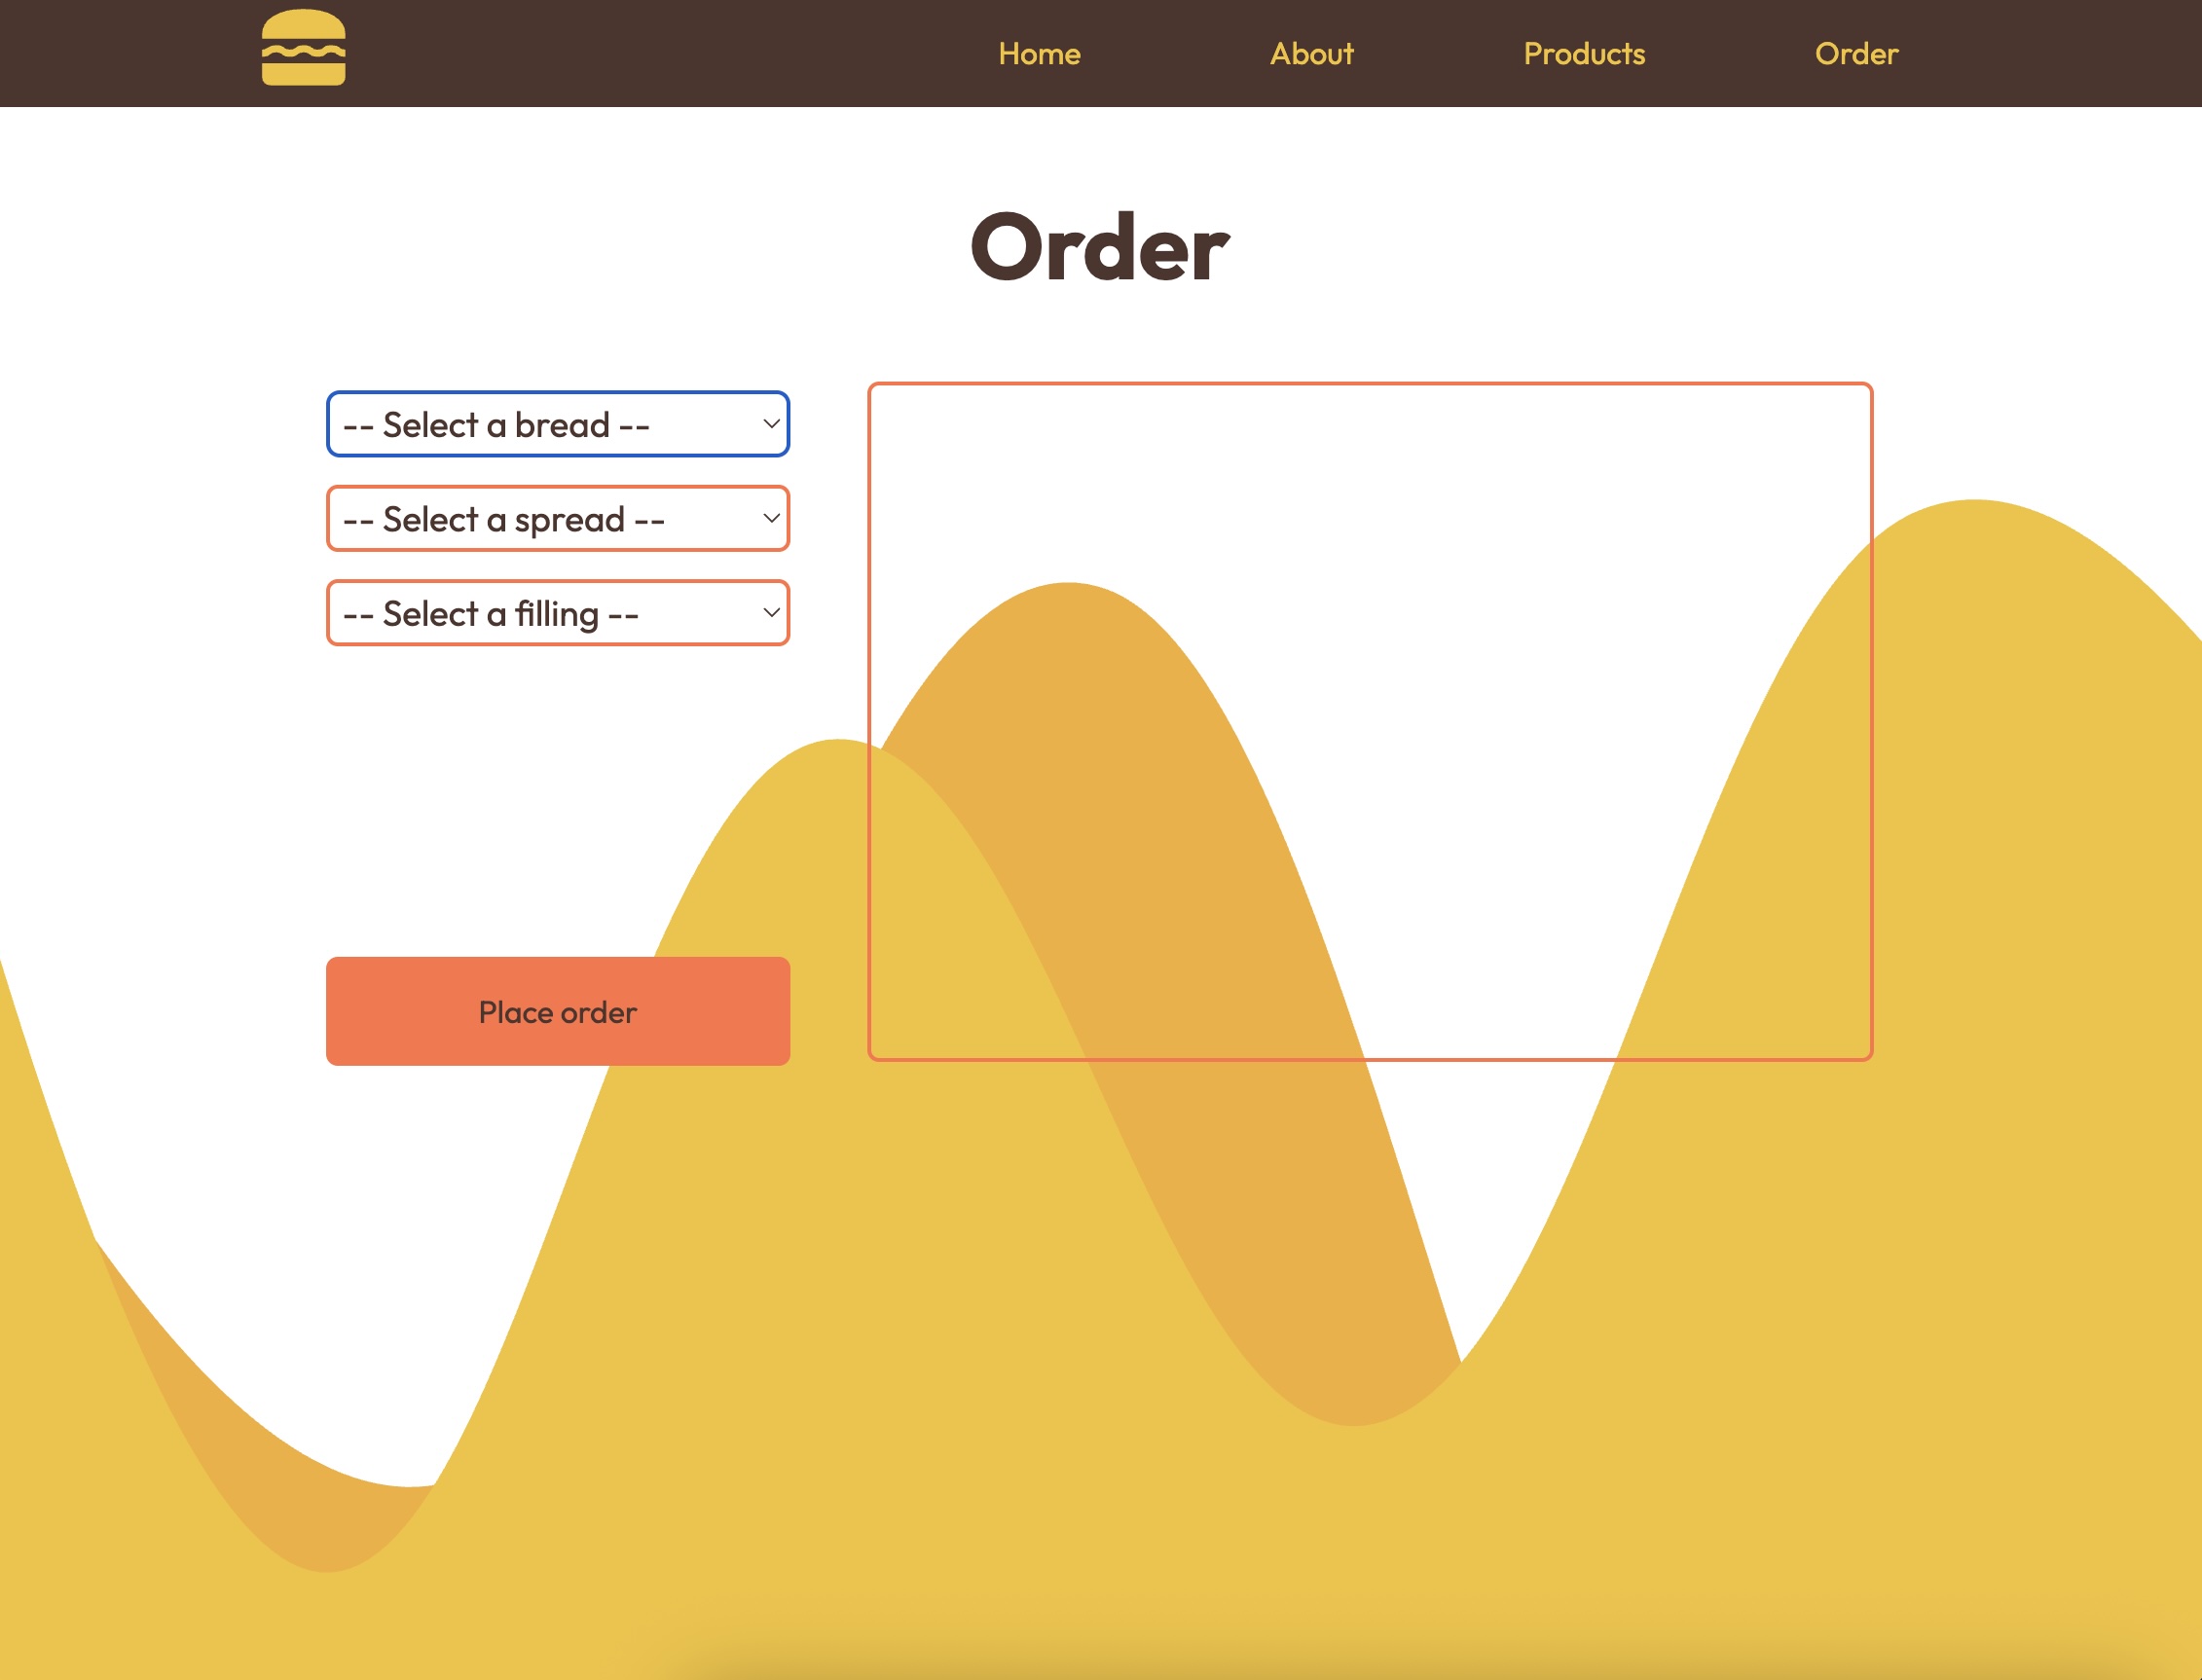 Home About Products Order
Order
-- Select a bread --
-- Select a spread --
-- Select a filling --
Place order